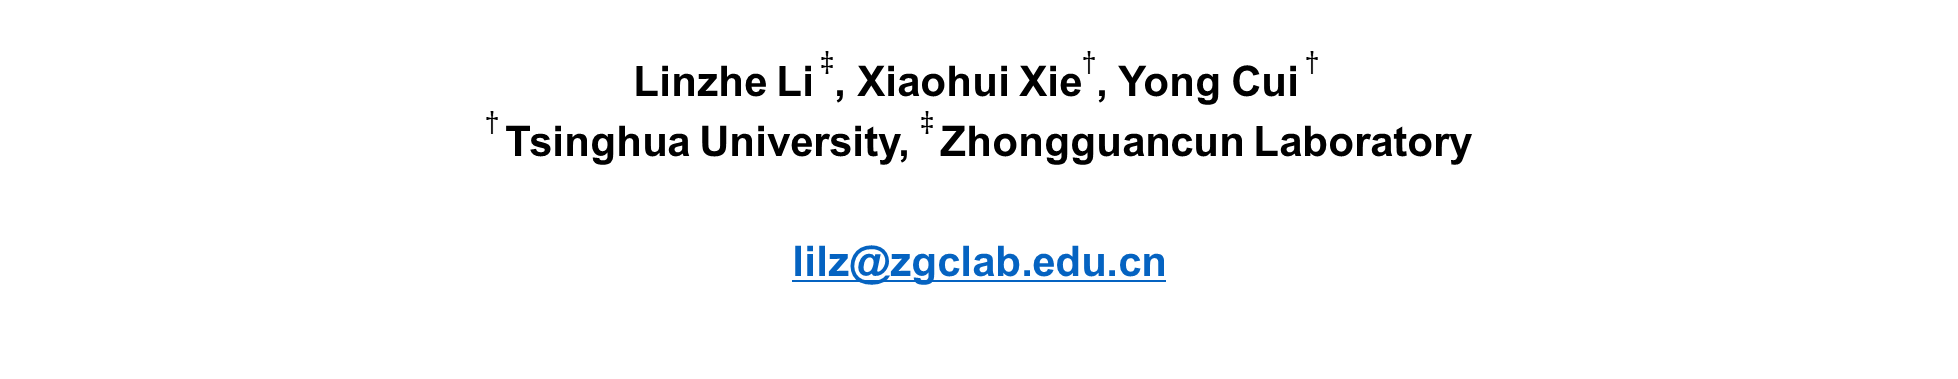 Linzhe Li ‡, Xiaohui Xie†, Yong Cui †
† Tsinghua University, ‡ Zhongguancun Laboratory
lilz@zgclab.edu.cn